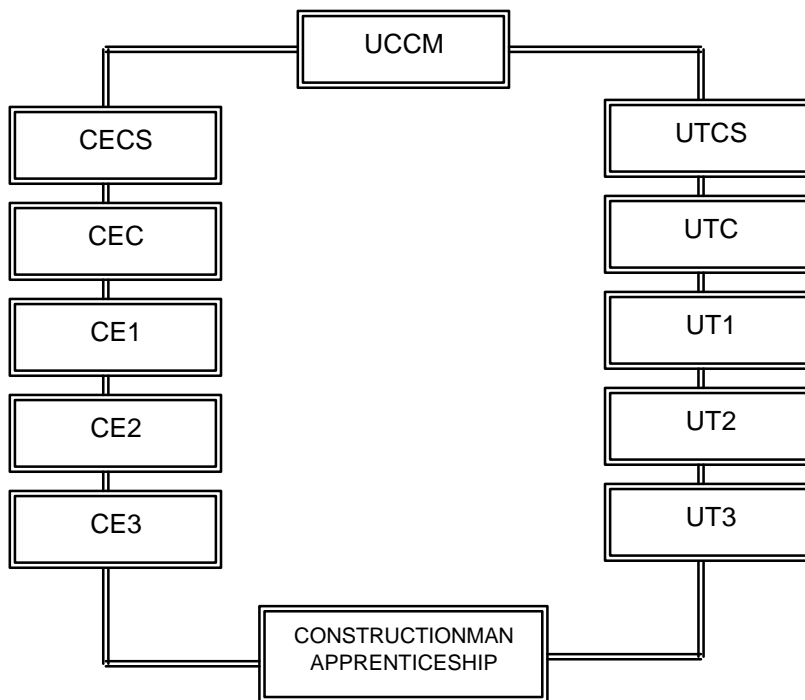 UCCM
CECS
CEC
CE1
CE2
CE3
UTCS
UTC
UT1
UT2
UT3
CONSTRUCTIONMAN
APPRENTICESHIP